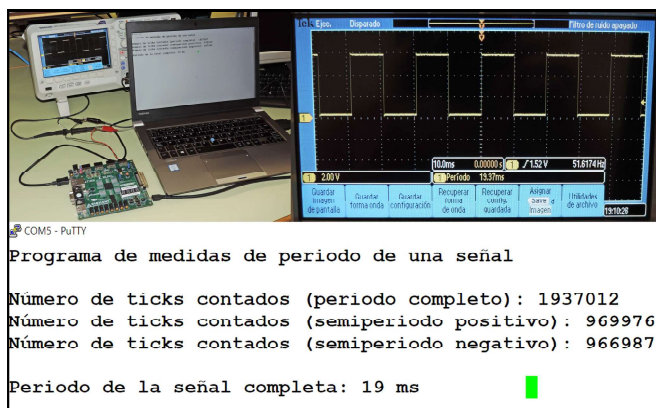 Tek Ejec. Disparado Filtro de ruido apagado
1
10.0ms 0.00000 s 1 1.52 V 51.6174 Hz
1 2.00 V 1 Período 19.37ms
Guardar imagen de pantalla
Guardar forma onda
Guardar configuración
Recuperar forma de onda
Recuperar config. guardada
Asignar Save a Imagen
Utilidades de archivo
19:10:26
COM5 - PuTTY
Programa de medidas de periodo de una señal
Número de ticks contados (periodo completo): 1937012
Número de ticks contados (semiperiodo positivo): 969976
Número de ticks contados (semiperiodo negativo): 966987
Periodo de la señal completa: 19 ms